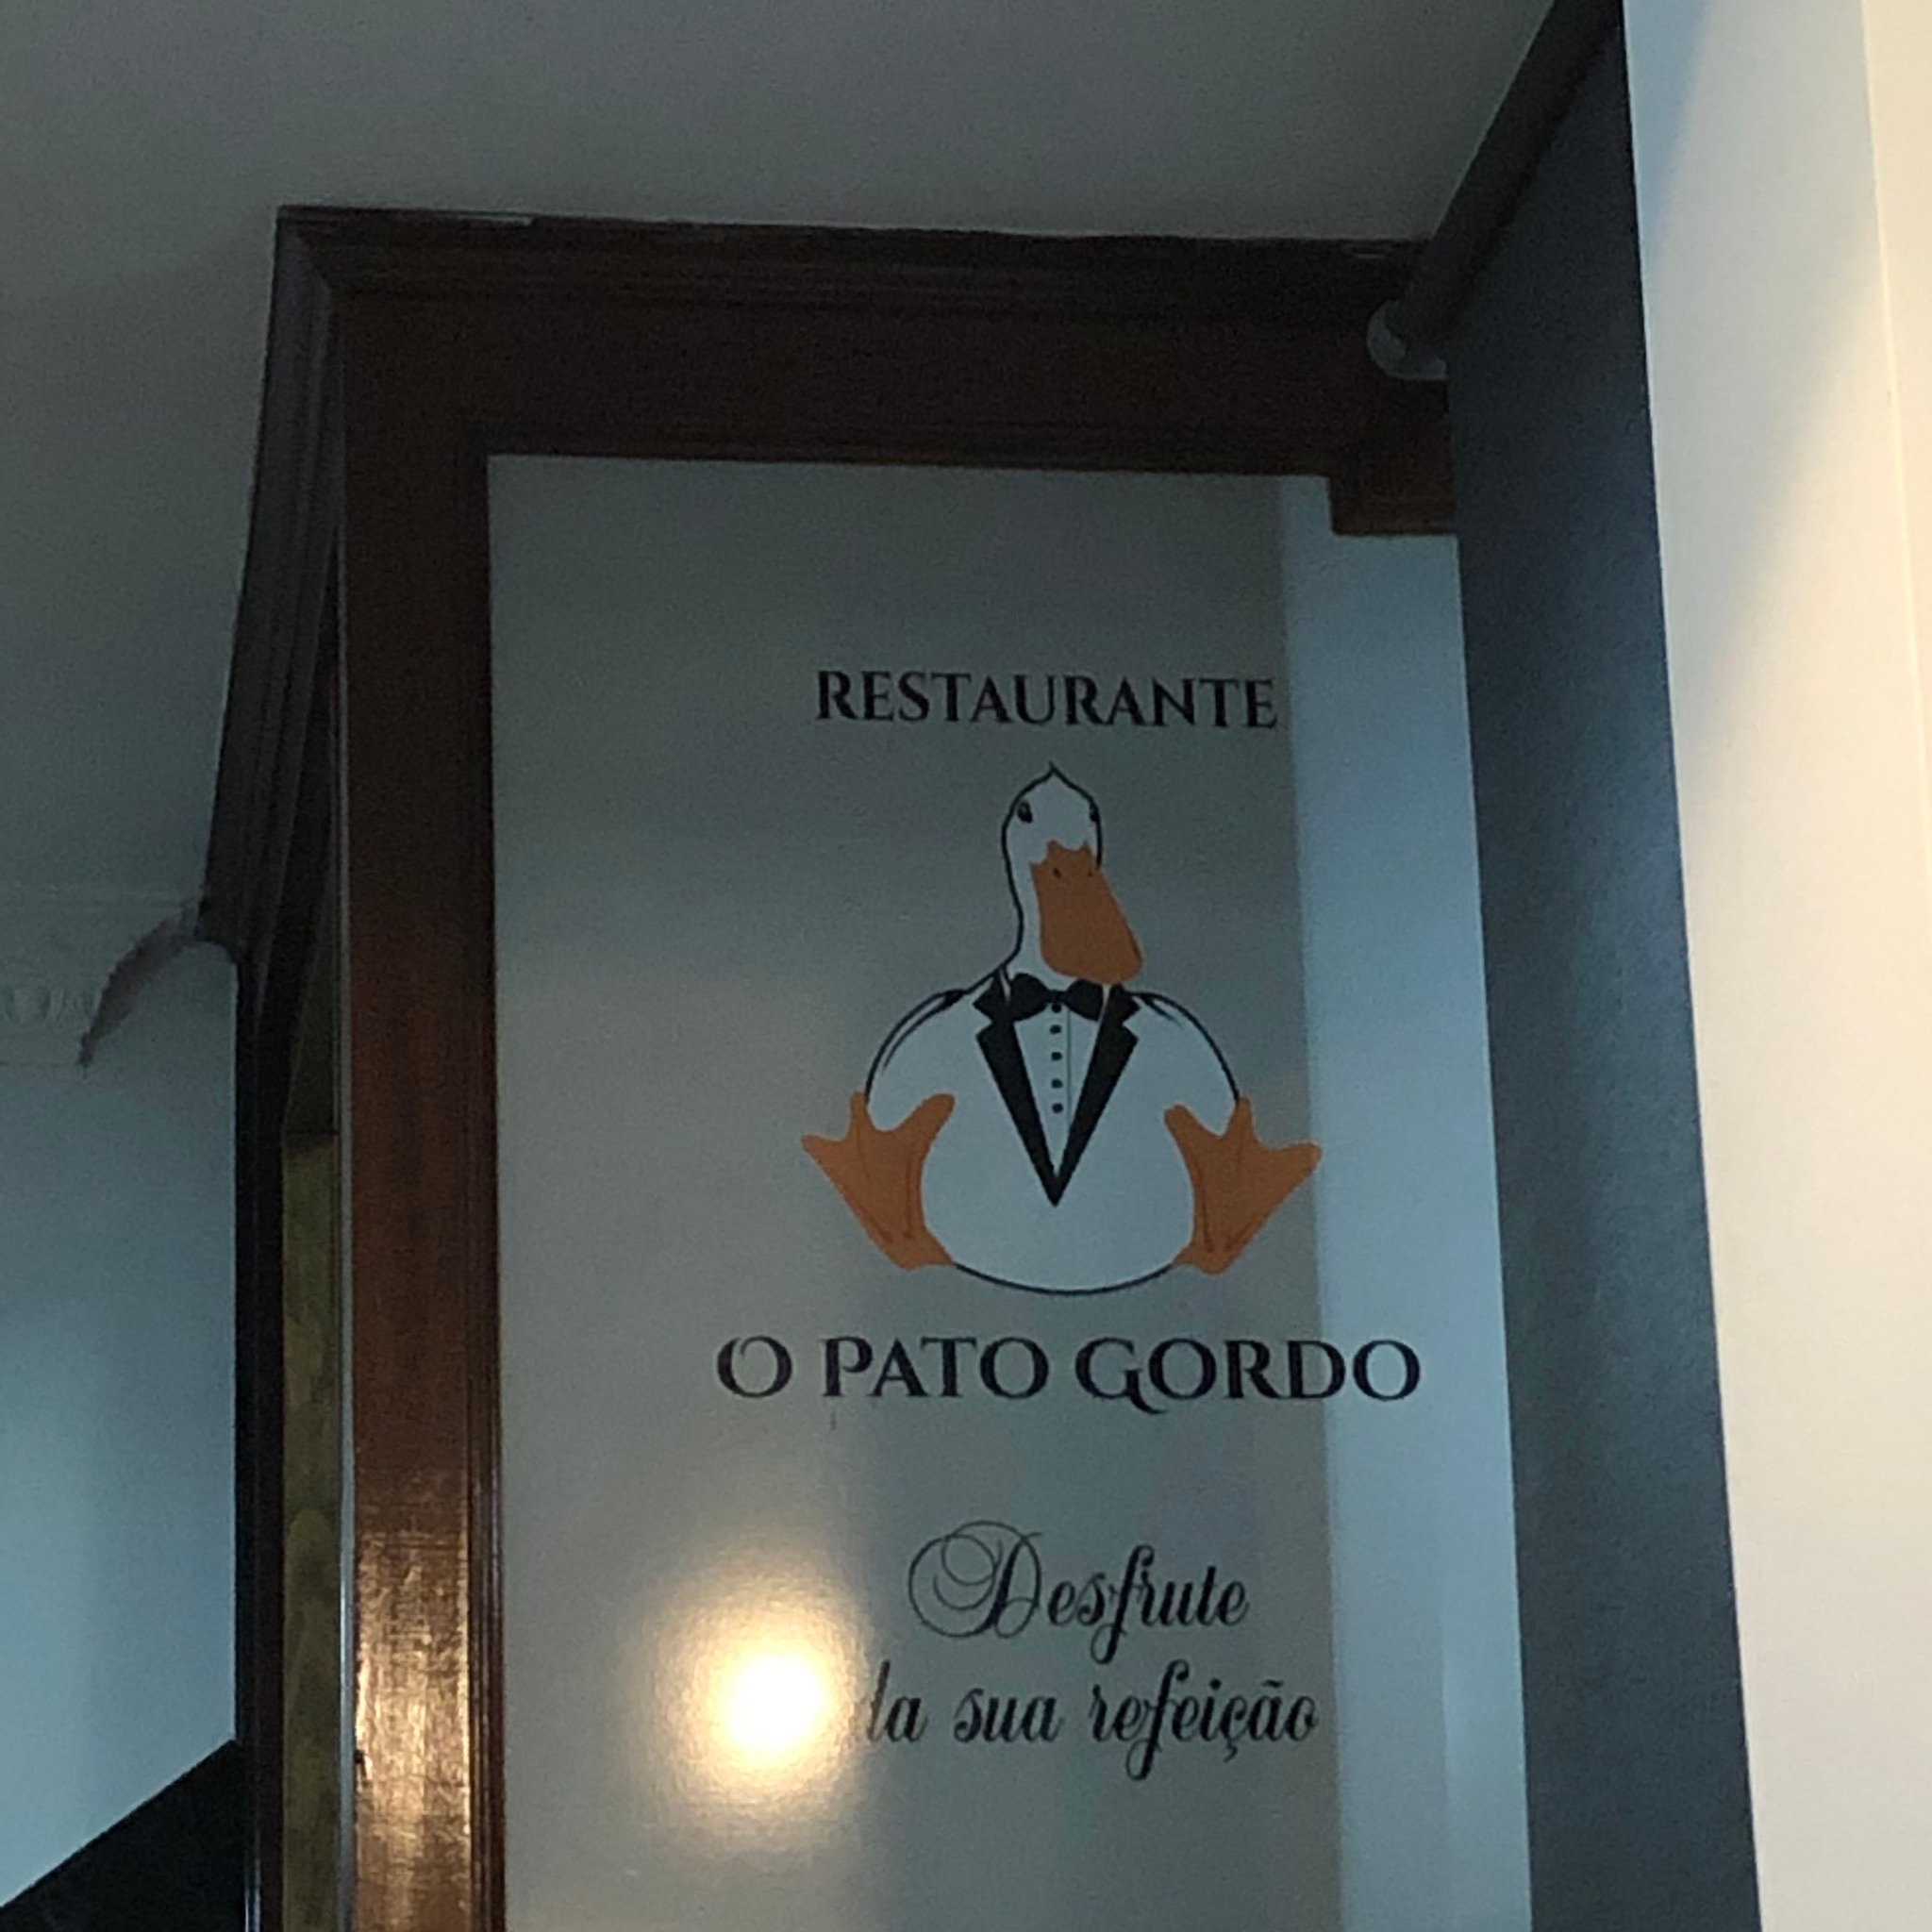 RESTAURANTE
O PATO GORDO
Desfrute
da sua refeição